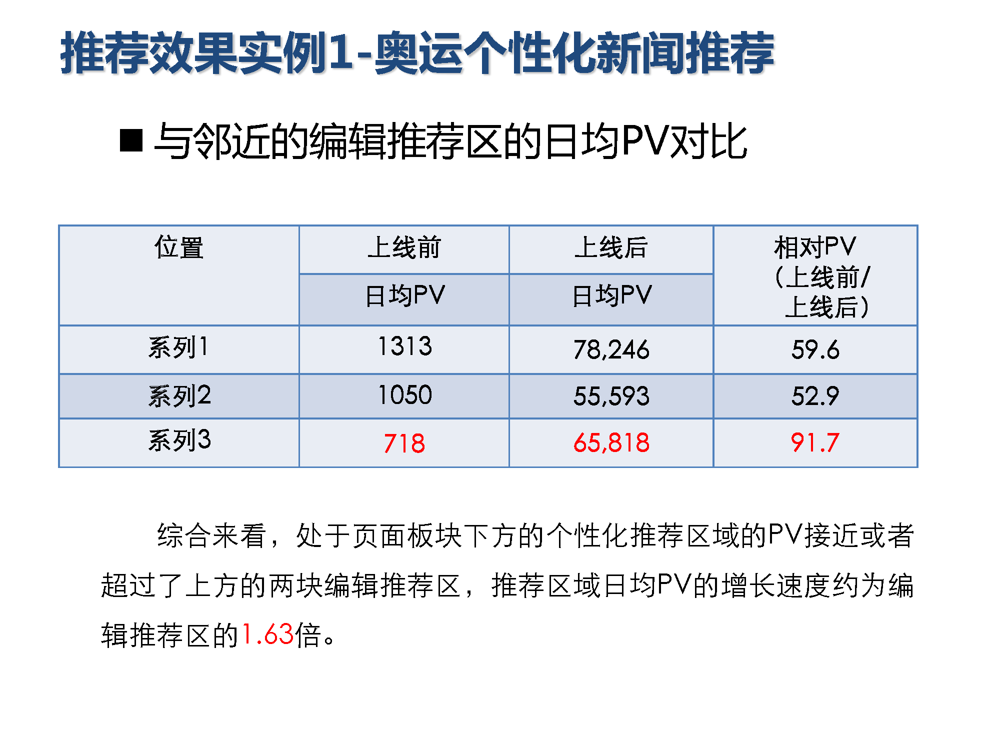 推荐效果实例1-奥运个性化新闻推荐
■ 与邻近的编辑推荐区的日均PV对比
位置 上线前 上线后 相对PV
（上线前/
上线后）
日均PV 日均PV
系列1 1313 78,246 59.6
系列2 1050 55,593 52.9
系列3 718 65,818 91.7
综合来看，处于页面板块下方的个性化推荐区域的PV接近或者
超过了上方的两块编辑推荐区，推荐区域日均PV的增长速度约为编
辑推荐区的1.63倍。